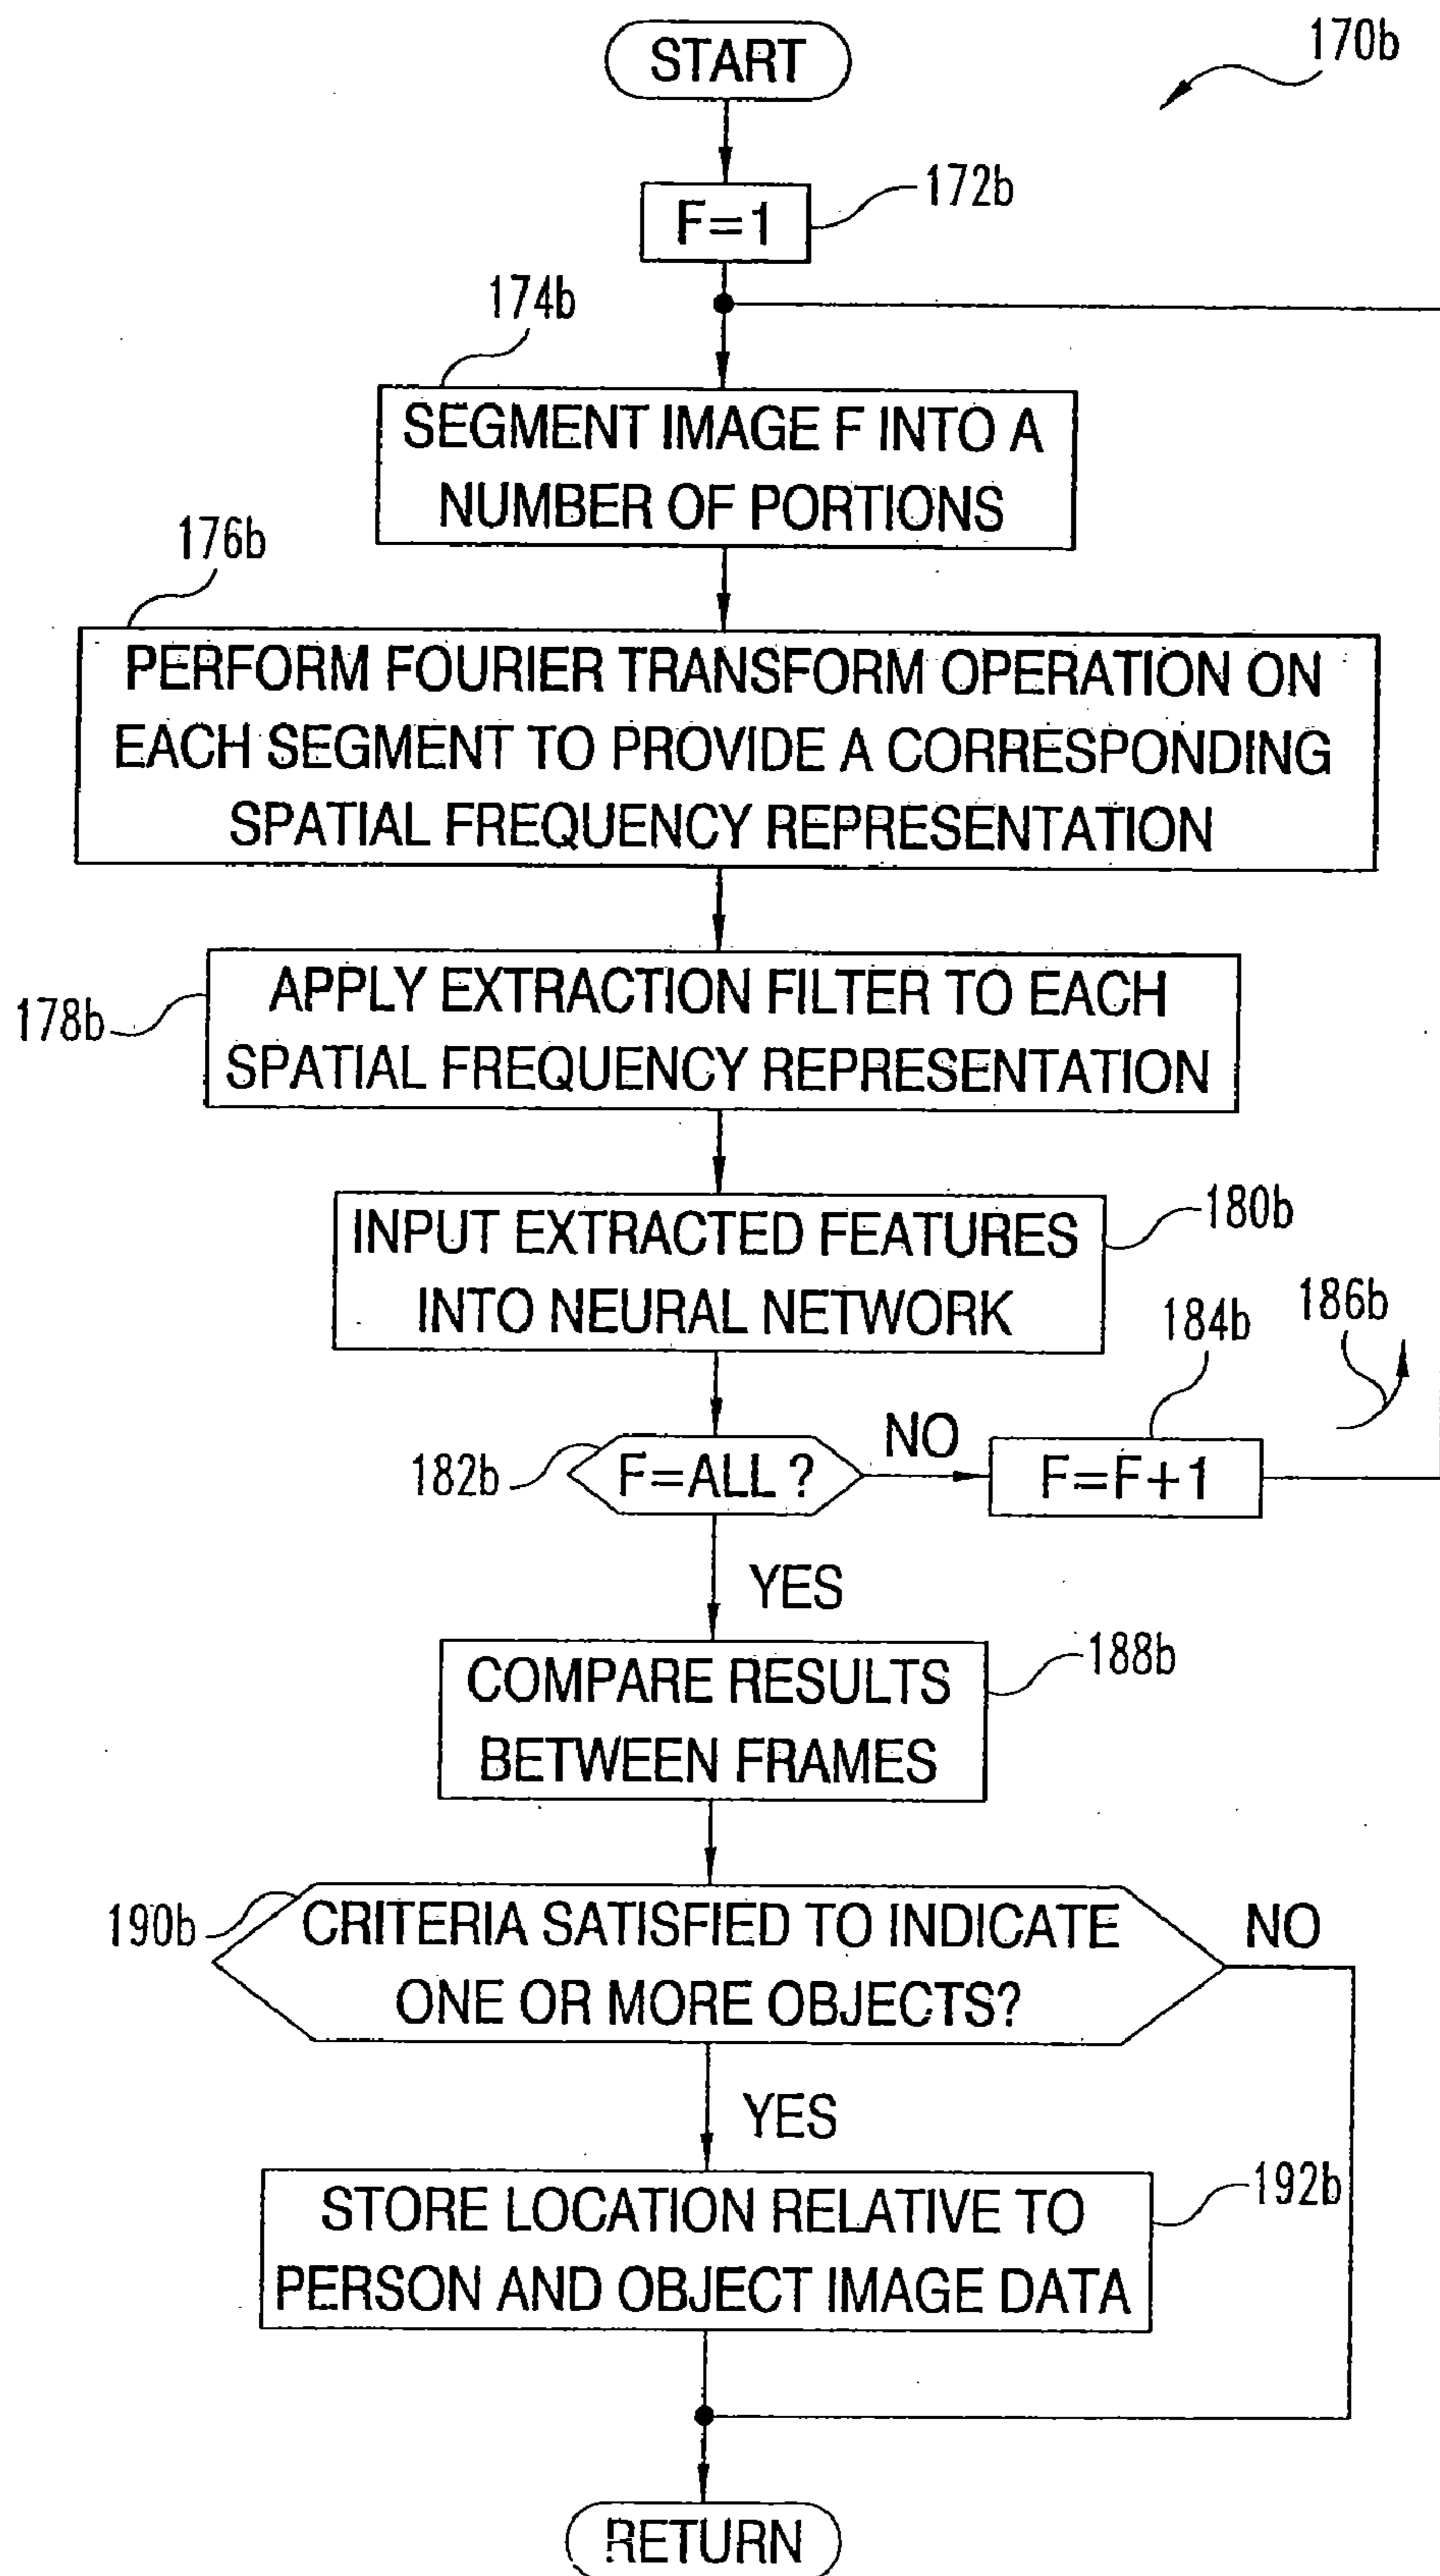 START
170b
172b
F=1
174b
SEGMENT IMAGE F INTO A
NUMBER OF PORTIONS
176b
PERFORM FOURIER TRANSFORM OPERATION ON
EACH SEGMENT TO PROVIDE A CORRESPONDING
SPATIAL FREQUENCY REPRESENTATION
178b
APPLY EXTRACTION FILTER TO EACH
SPATIAL FREQUENCY REPRESENTATION
180b
INPUT EXTRACTED FEATURES
INTO NEURAL NETWORK
186b
184b
182b
F=ALL ?
NO
F=F+1
YES
188b
COMPARE RESULTS
BETWEEN FRAMES
190b
CRITERIA SATISFIED TO INDICATE
ONE OR MORE OBJECTS?
NO
YES
192b
STORE LOCATION RELATIVE TO
PERSON AND OBJECT IMAGE DATA
RETURN